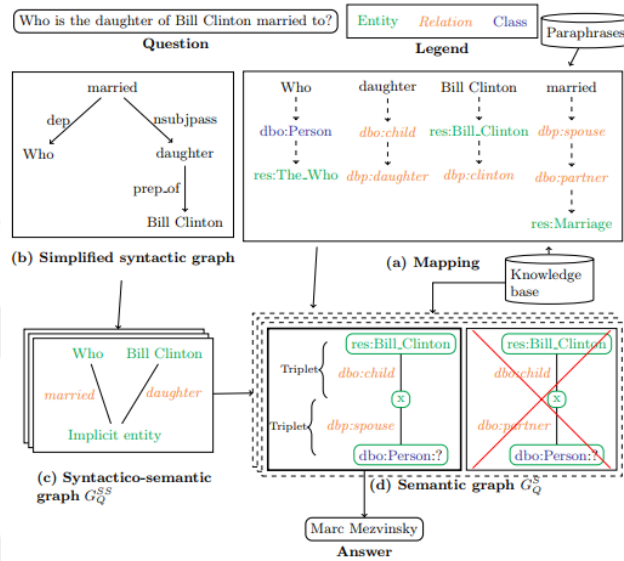 Who is the daughter of Bill Clinton married to?
Question
Entity Relation Class
Legend
Paraphrases
married
dep
nsubjpass
Who
daughter
prep_of
Bill Clinton
(b) Simplified syntactic graph
Who daughter Bill Clinton married
dbo:Person dbo:child res:Bill_Clinton dbp:spouse
res:The_Who dbp:daughter dbp:clinton dbo:partner
res:Marriage
(a) Mapping
Knowledge
base
Who Bill Clinton
married daughter
Implicit entity
(c) Syntactico-semantic
graph G_Q^SS
res:Bill_Clinton
Triplet
dbo:child
x
Triplet
dbp:spouse
dbo:Person:?
res:Bill_Clinton
dbo:child
x
dbo:partner
dbo:Person:?
(d) Semantic graph G_Q^S
Marc Mezvinsky
Answer